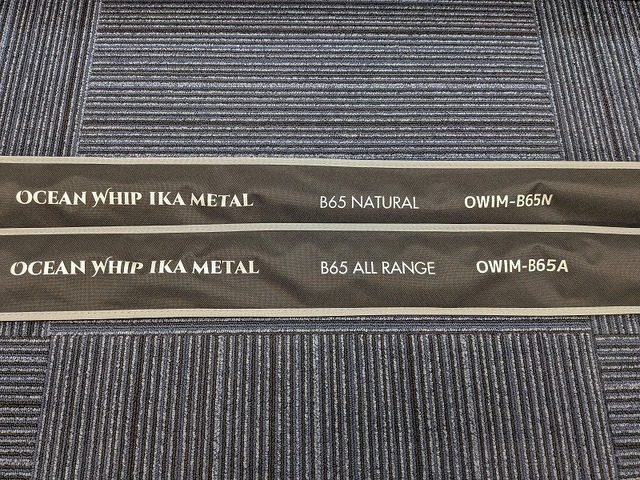 OCEAN WHIP IKA METAL B65 NATURAL OWIM-B65N
OCEAN WHIP IKA METAL B65 ALL RANGE OWIM-B65A